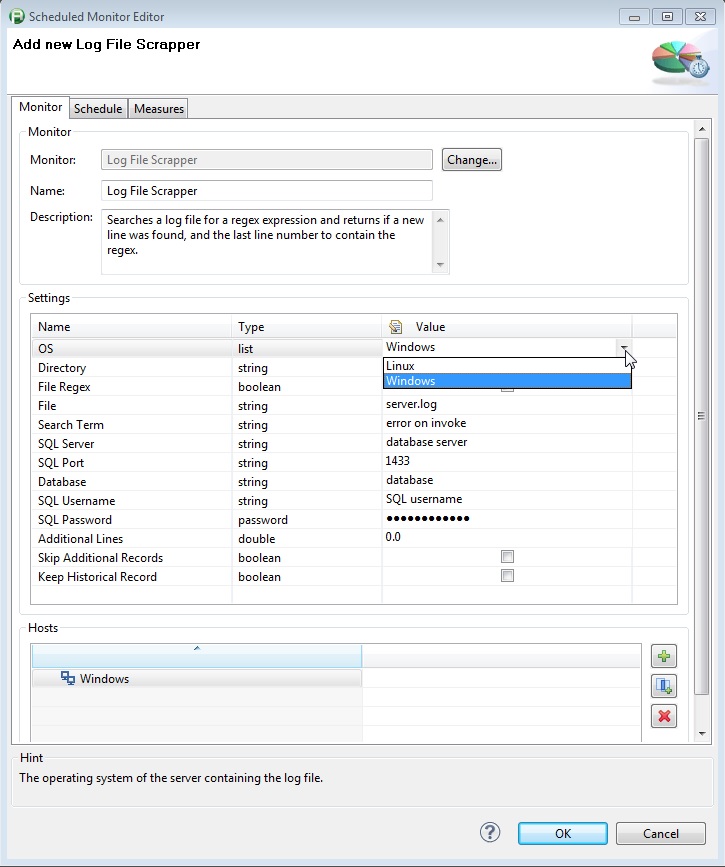 Scheduled Monitor Editor
Add new Log File Scrapper
Monitor Schedule Measures
Monitor
Monitor: Log File Scrapper Change...
Name: Log File Scrapper
Description: Searches a log file for a regex expression and returns if a new
line was found, and the last line number to contain the
regex.
Settings
Name Type Value
OS list Windows
Linux
Windows
Directory string
File Regex boolean
File string server.log
Search Term string error on invoke
SQL Server string database server
SQL Port string 1433
Database string database
SQL Username string SQL username
SQL Password password ●●●●●●●●●●●●
Additional Lines double 0.0
Skip Additional Records boolean
Keep Historical Record boolean
Hosts
Windows
Hint
The operating system of the server containing the log file.
? OK Cancel